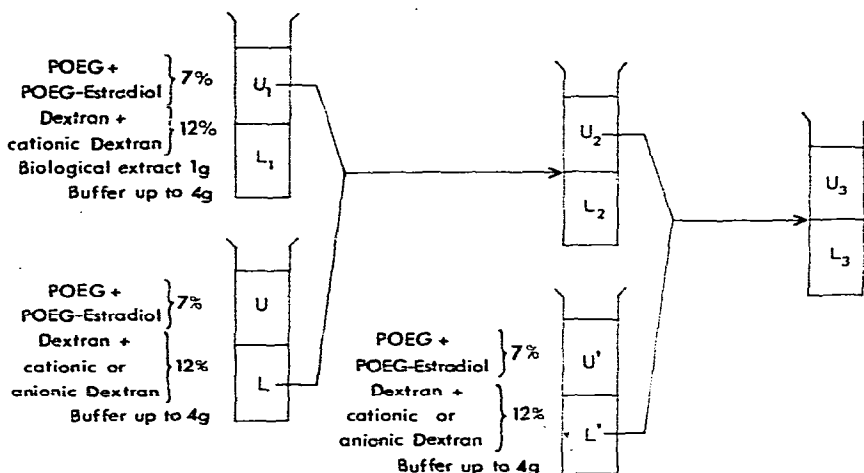 POEG +
POEG-Estradiol } 7%
Dextran +
cationic Dextran } 12%
Biological extract 1g
Buffer up to 4g
U₁
L₁
POEG +
POEG-Estradiol } 7%
Dextran +
cationic or
anionic Dextran } 12%
Buffer up to 4g
U
L
U₂
L₂
POEG +
POEG-Estradiol } 7%
Dextran +
cationic or
anionic Dextran } 12%
Buffer up to 4g
U'
L'
U₃
L₃